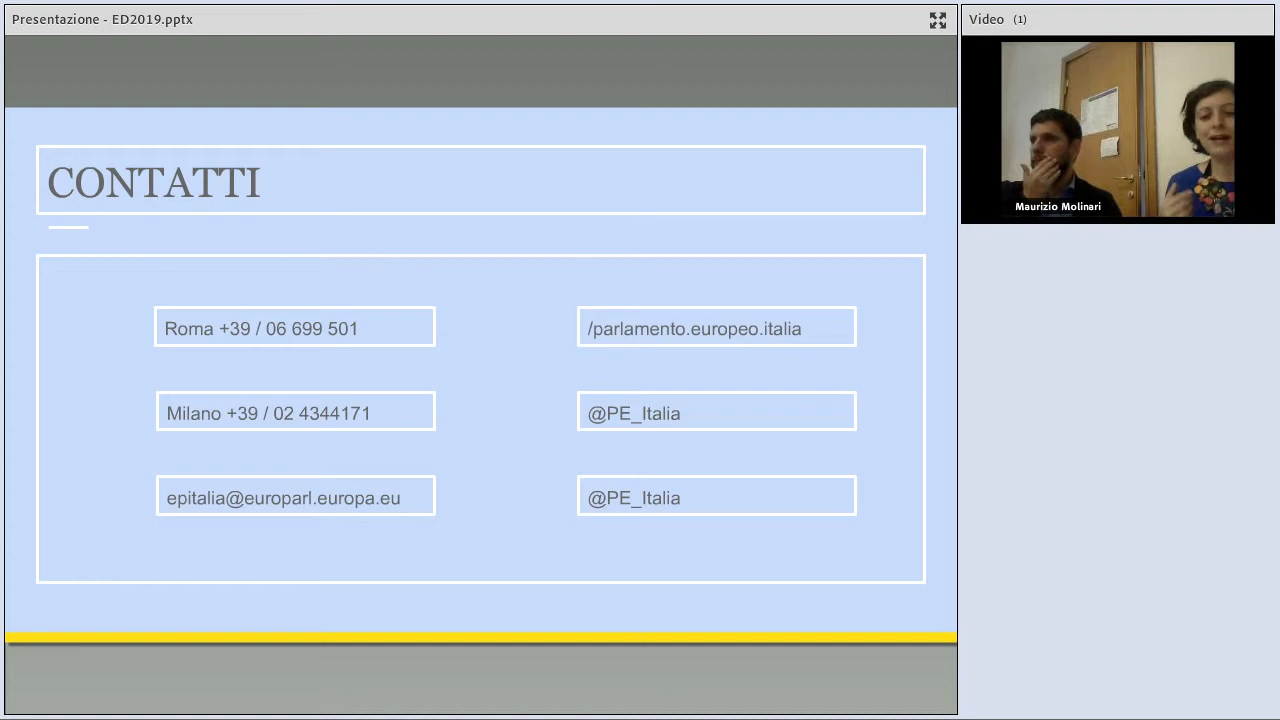 Presentazione - ED2019.pptx
Video (1)
Maurizio Molinari
CONTATTI
Roma +39 / 06 699 501
/parlamento.europeo.italia
Milano +39 / 02 4344171
@PE_Italia
epitalia@europarl.europa.eu
@PE_Italia